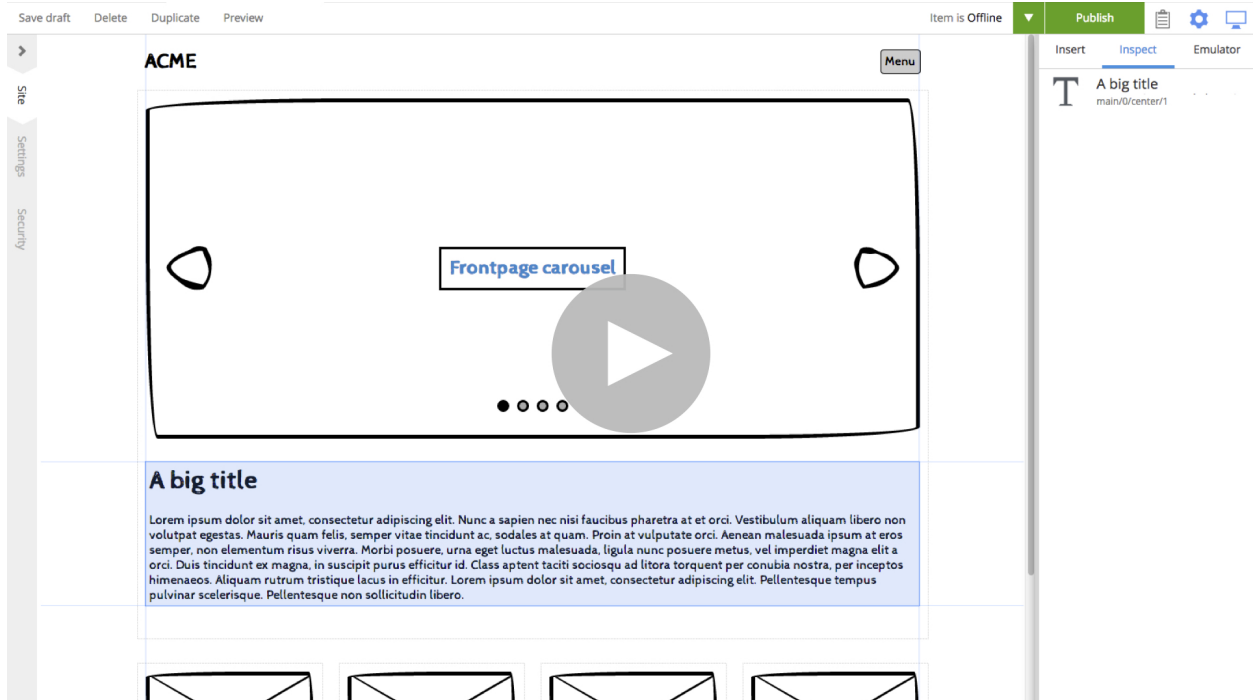 Save draft Delete Duplicate Preview Item is Offline Publish
Insert Inspect Emulator
Site
Settings
Security
ACME
Menu
A big title
main/0/center/1
Frontpage carousel
A big title
Lorem ipsum dolor sit amet, consectetur adipiscing elit. Nunc a sapien nec nisi faucibus pharetra at et orci. Vestibulum aliquam libero non
volutpat egestas. Mauris quam felis, semper vitae tincidunt ac, sodales at quam. Proin at vulputate orci. Aenean malesuada ipsum at eros
semper, non elementum risus viverra. Morbi posuere, urna eget luctus malesuada, ligula nunc posuere metus, vel imperdiet magna elit a
orci. Duis tincidunt ex magna, in suscipit purus efficitur id. Class aptent taciti sociosqu ad litora torquent per conubia nostra, per inceptos
himenaeos. Aliquam rutrum tristique lacus in efficitur. Lorem ipsum dolor sit amet, consectetur adipiscing elit. Pellentesque tempus
pulvinar scelerisque. Pellentesque non sollicitudin libero.